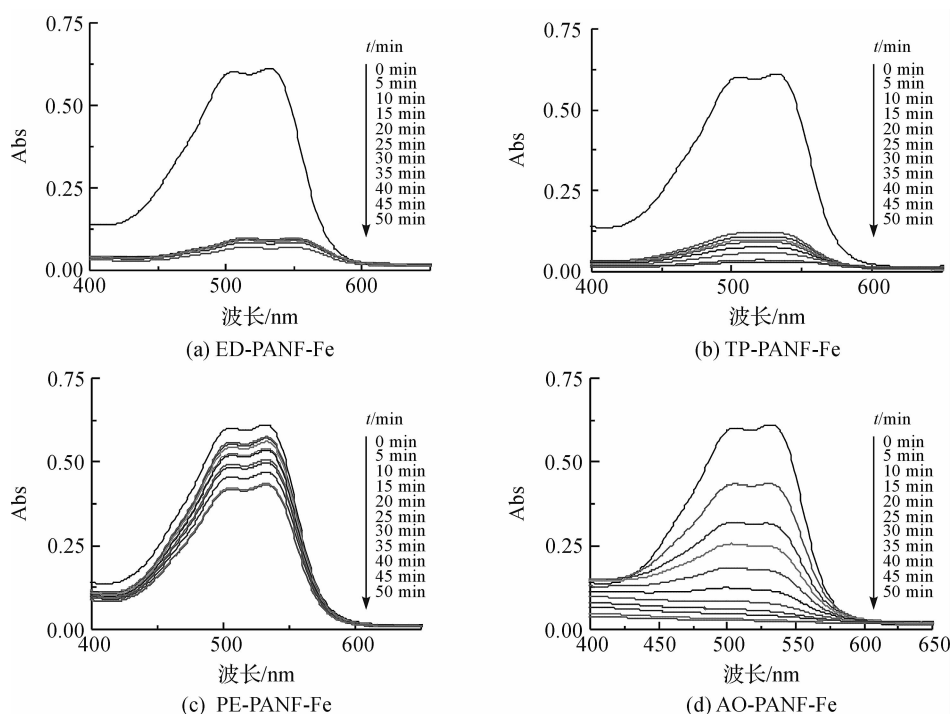 0.75
0.50
0.25
0.00
Abs
400
500
600
波长/nm
t/min
0 min
5 min
10 min
15 min
20 min
25 min
30 min
35 min
40 min
45 min
50 min
(a) ED-PANF-Fe
0.75
0.50
0.25
0.00
Abs
400
500
600
波长/nm
t/min
0 min
5 min
10 min
15 min
20 min
25 min
30 min
35 min
40 min
45 min
50 min
(b) TP-PANF-Fe
0.75
0.50
0.25
0.00
Abs
400
500
600
波长/nm
t/min
0 min
5 min
10 min
15 min
20 min
25 min
30 min
35 min
40 min
45 min
50 min
(c) PE-PANF-Fe
0.75
0.50
0.25
0.00
Abs
400
450
500
550
600
650
波长/nm
t/min
0 min
5 min
10 min
15 min
20 min
25 min
30 min
35 min
40 min
45 min
50 min
(d) AO-PANF-Fe